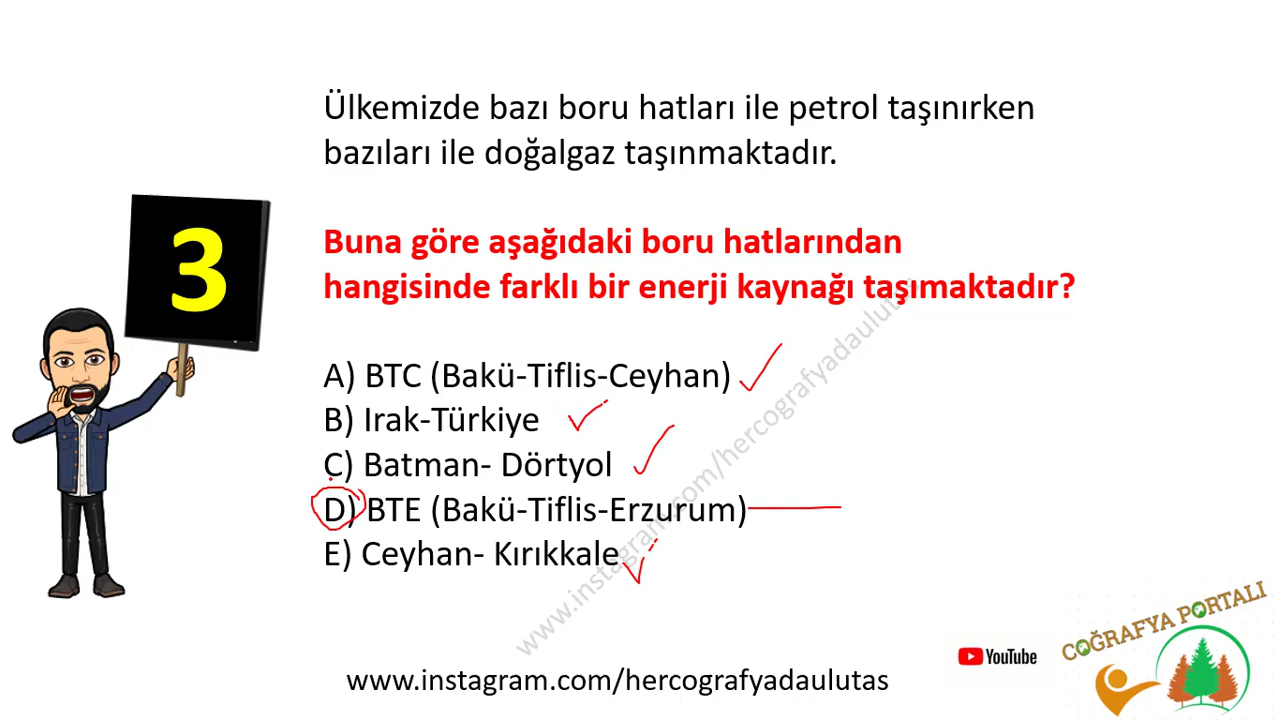 Ülkemizde bazı boru hatları ile petrol taşınırken
bazıları ile doğalgaz taşınmaktadır.
3
Buna göre aşağıdaki boru hatlarından
hangisinde farklı bir enerji kaynağı taşımaktadır?
A) BTC (Bakü-Tiflis-Ceyhan)
B) Irak-Türkiye
C) Batman- Dörtyol
D) BTE (Bakü-Tiflis-Erzurum)
E) Ceyhan- Kırıkkale
www.instagram.com/hercografyadaulutas
COĞRAFYA PORTALI
YouTube
www.instagram.com/hercografyadaulutas